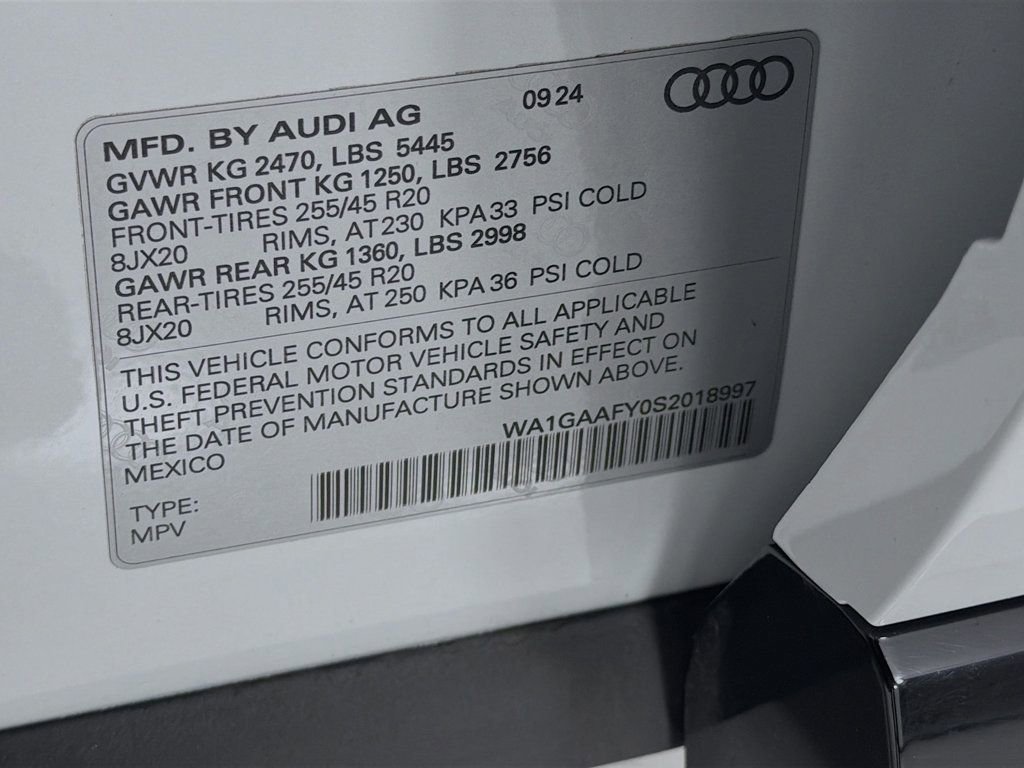 MFD. BY AUDI AG 0924
GVWR KG 2470, LBS 5445
GAWR FRONT KG 1250, LBS 2756
FRONT-TIRES 255/45 R20
8JX20 RIMS, AT 230 KPA 33 PSI COLD
GAWR REAR KG 1360, LBS 2998
REAR-TIRES 255/45 R20
8JX20 RIMS, AT 250 KPA 36 PSI COLD
THIS VEHICLE CONFORMS TO ALL APPLICABLE
U.S. FEDERAL MOTOR VEHICLE SAFETY AND
THEFT PREVENTION STANDARDS IN EFFECT ON
THE DATE OF MANUFACTURE SHOWN ABOVE.
MEXICO
WA1GAAFY0S2018997
TYPE:
MPV